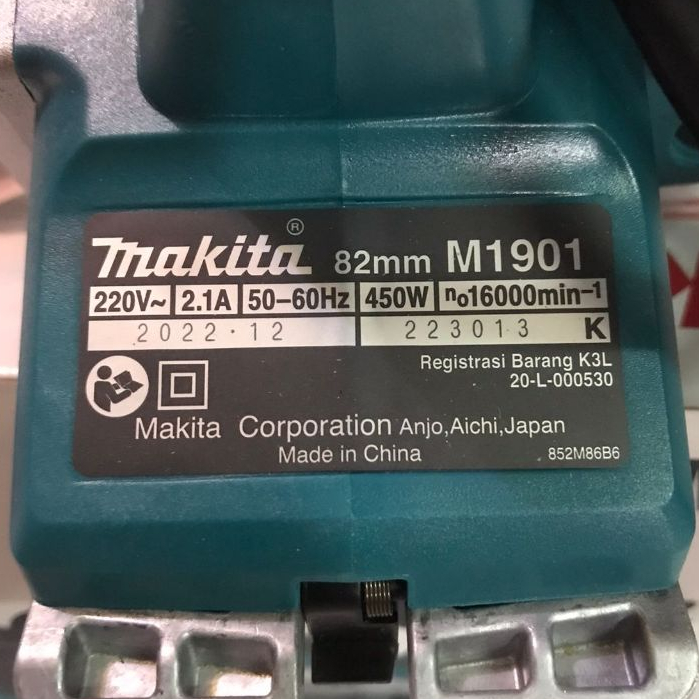 makita® 82mm M1901
220V~ 2.1A 50-60Hz 450W no16000min-1
2022.12 223013 K
Registrasi Barang K3L
20-L-000530
Makita Corporation Anjo,Aichi,Japan
Made in China 852M86B6